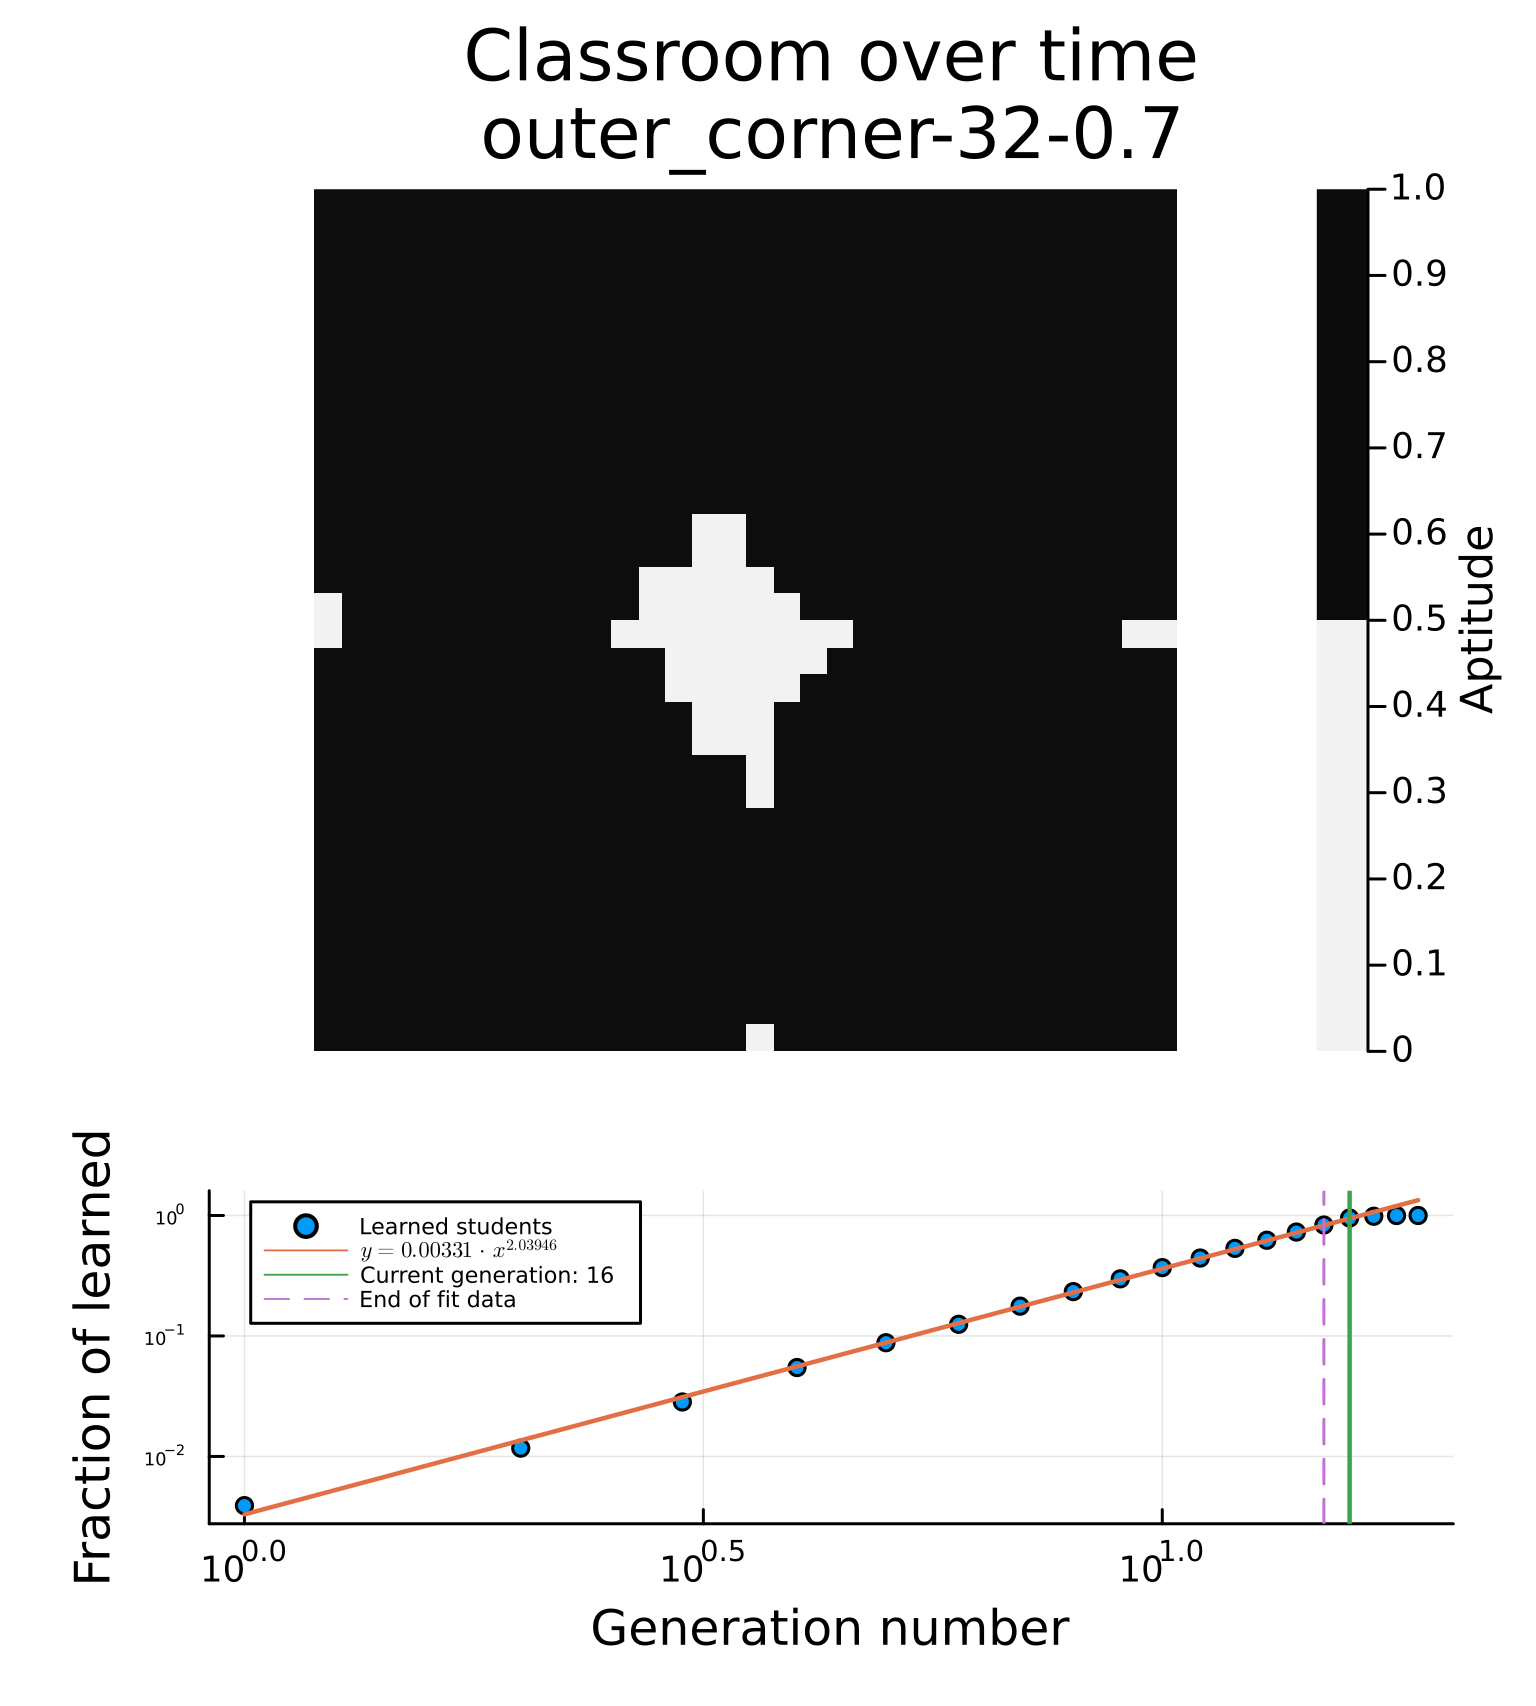 Classroom over time
outer_corner-32-0.7
1.0
0.9
0.8
0.7
0.6
0.5
0.4
0.3
0.2
0.1
0
Aptitude
Fraction of learned
10⁰
10⁻¹
10⁻²
Learned students
y = 0.00331 · x^2.03946
Current generation: 16
End of fit data
10^0.0
10^0.5
10^1.0
Generation number